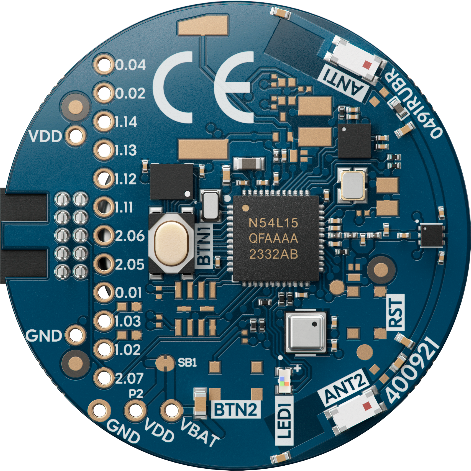 0.04
0.02
1.14
VDD
1.13
1.12
1.11
2.06
2.05
0.01
1.03
GND
1.02
2.07
P2
GND
VDD
VBAT
CE
ANT1
0491RUBR
N54L15
QFAAAA
2332AB
BTN1
RST
SB1
BTN2
LED1
+
ANT2
400921